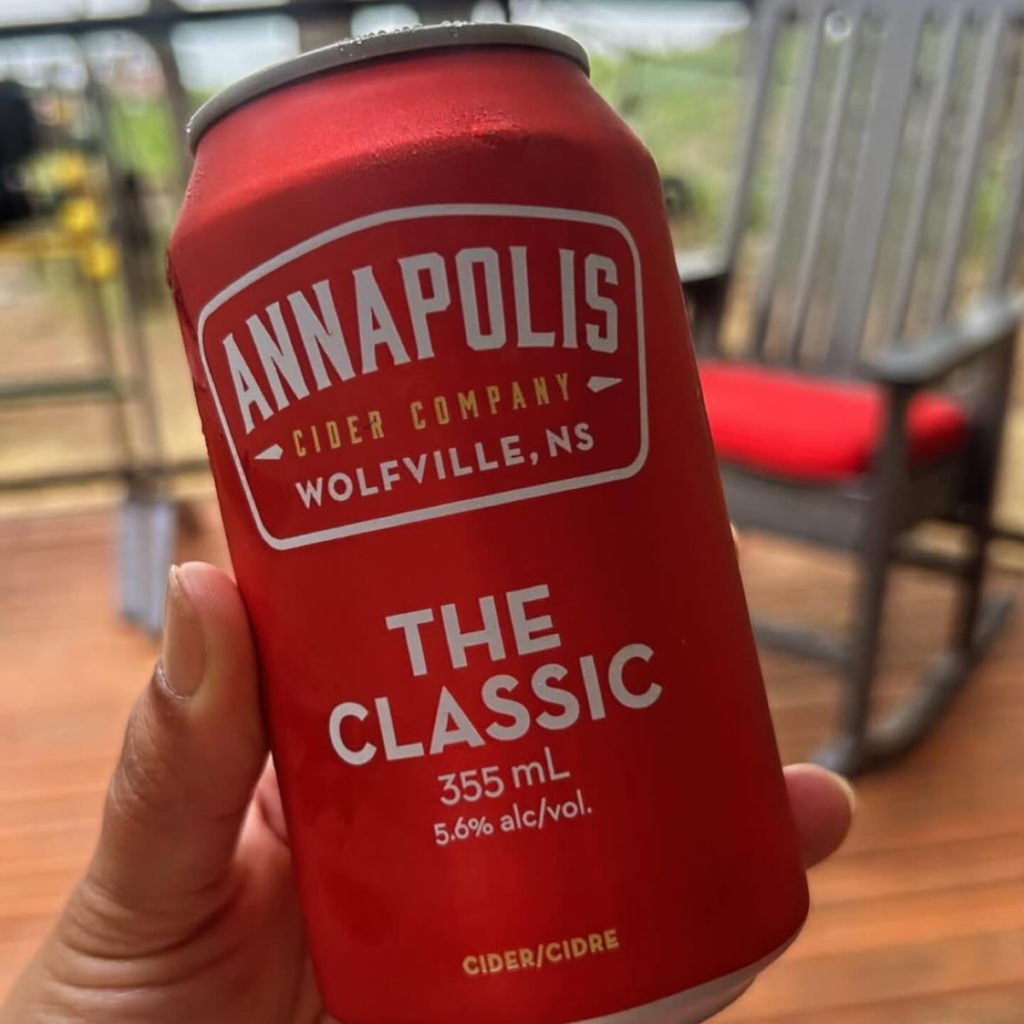 ANNAPOLIS
CIDER COMPANY
WOLFVILLE, NS
THE
CLASSIC
355 mL
5.6% alc/vol.
CIDER/CIDRE